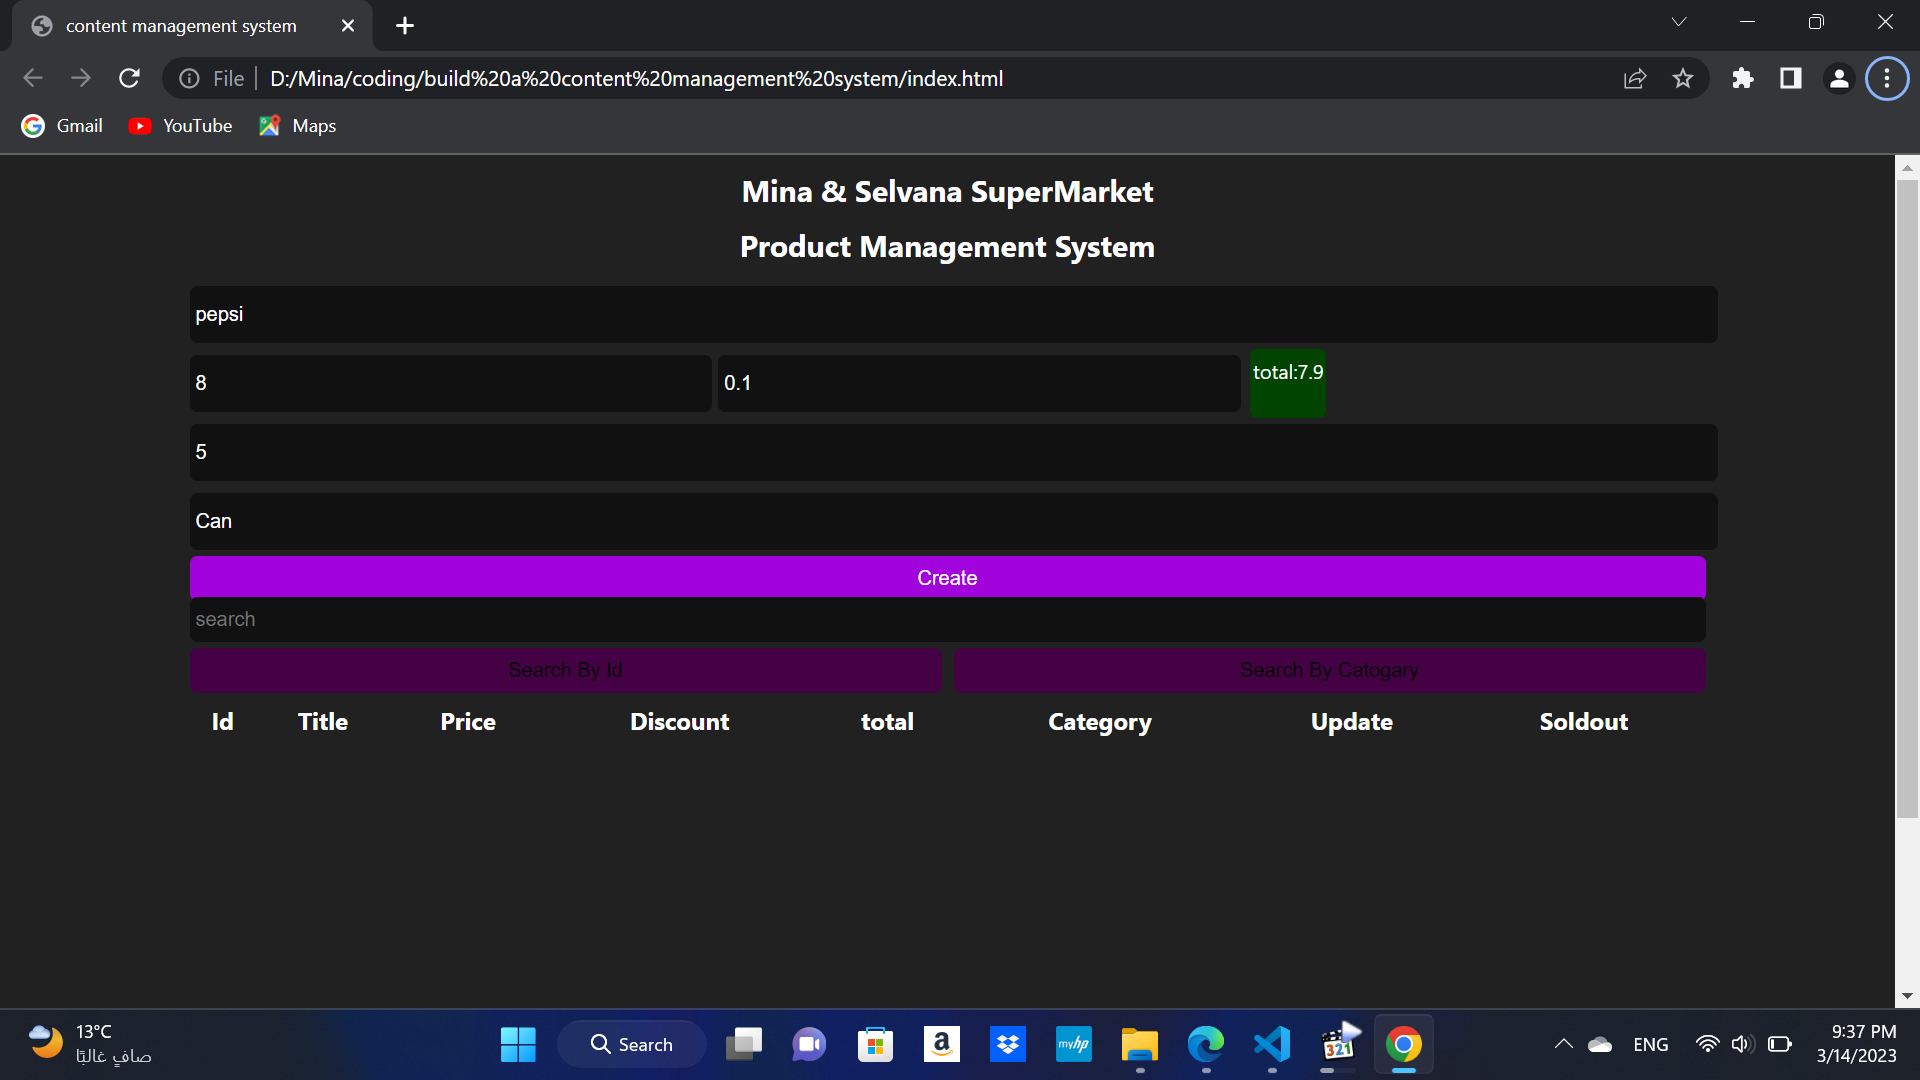 content management system
File D:/Mina/coding/build%20a%20content%20management%20system/index.html
Gmail YouTube Maps
Mina & Selvana SuperMarket
Product Management System
pepsi
8 0.1 total:7.9
5
Can
Create
search
Search By Id Search By Catogary
Id Title Price Discount total Category Update Soldout
13°C
صافٍ غالبًا
Search
a
myhp
321
ENG
9:37 PM
3/14/2023